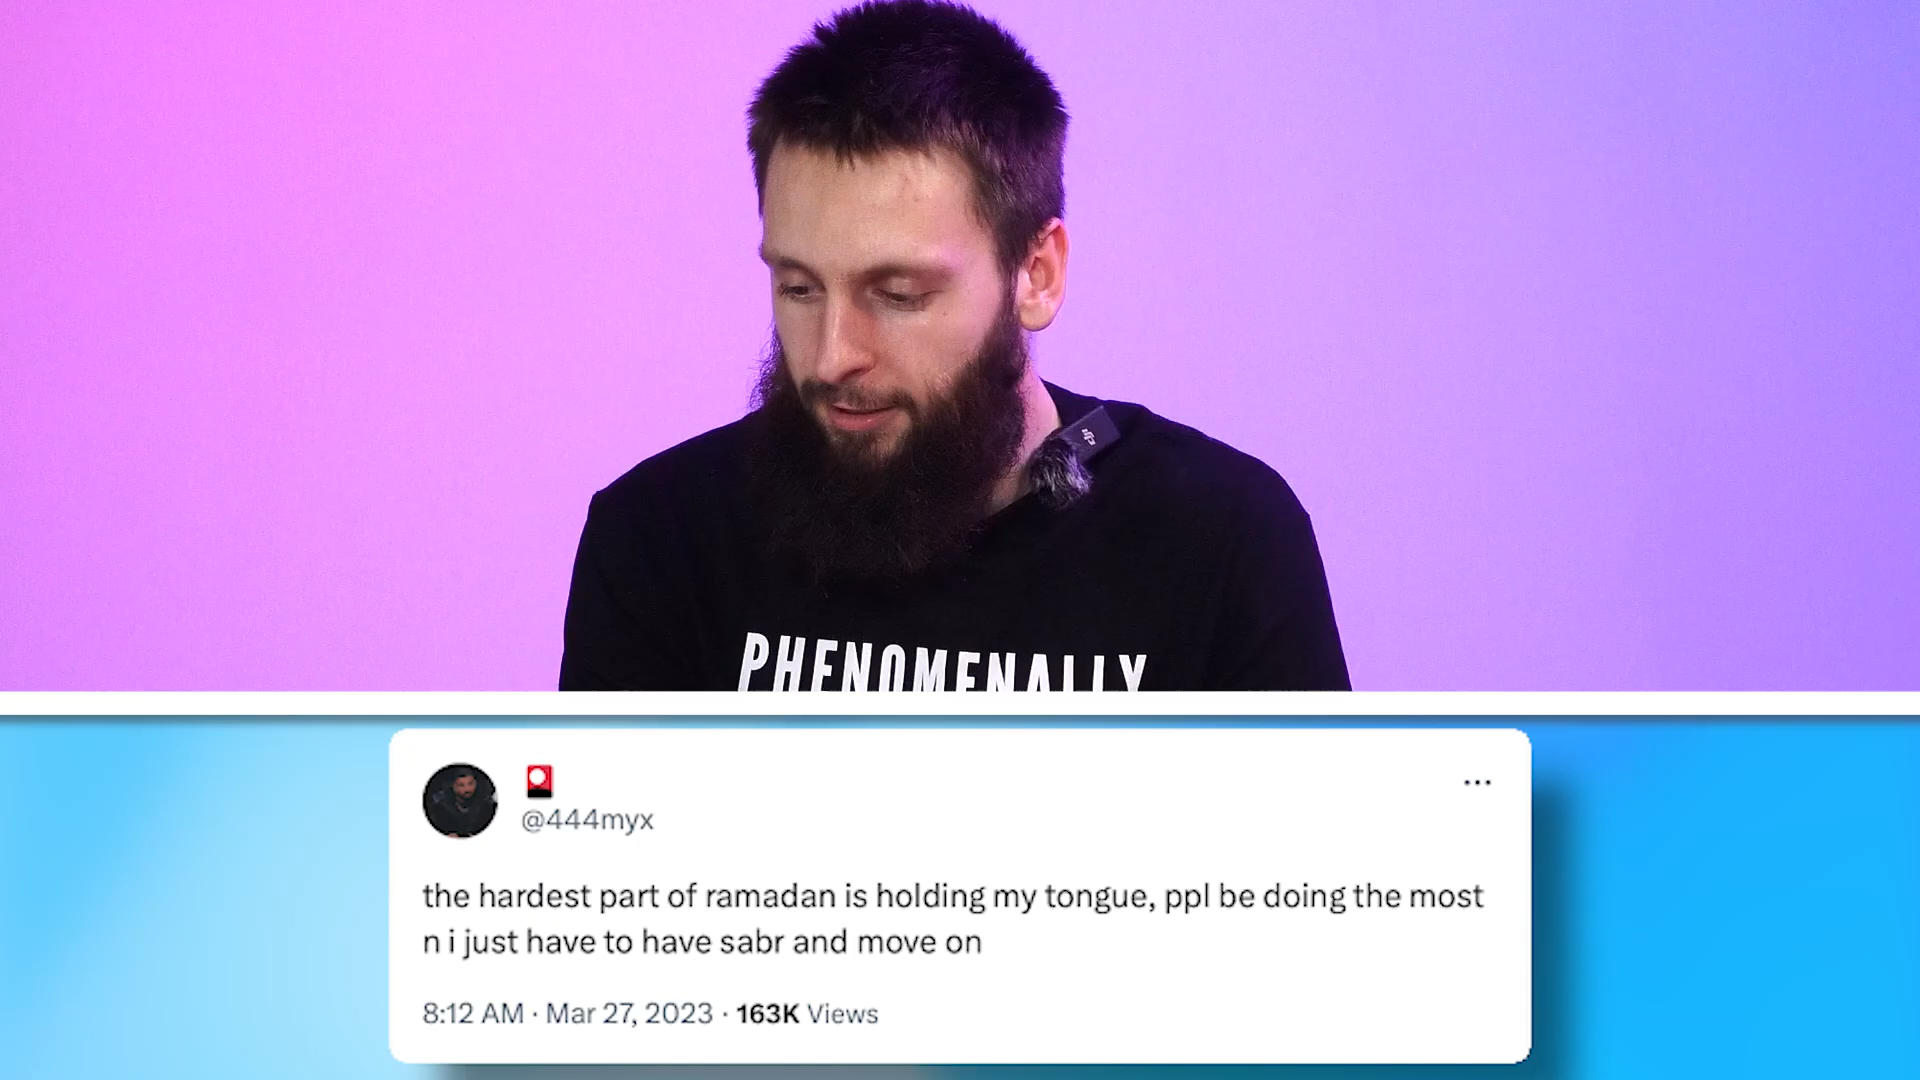 dji
PHENOMENALLY
@444myx
the hardest part of ramadan is holding my tongue, ppl be doing the most
n i just have to have sabr and move on
8:12 AM · Mar 27, 2023 · 163K Views